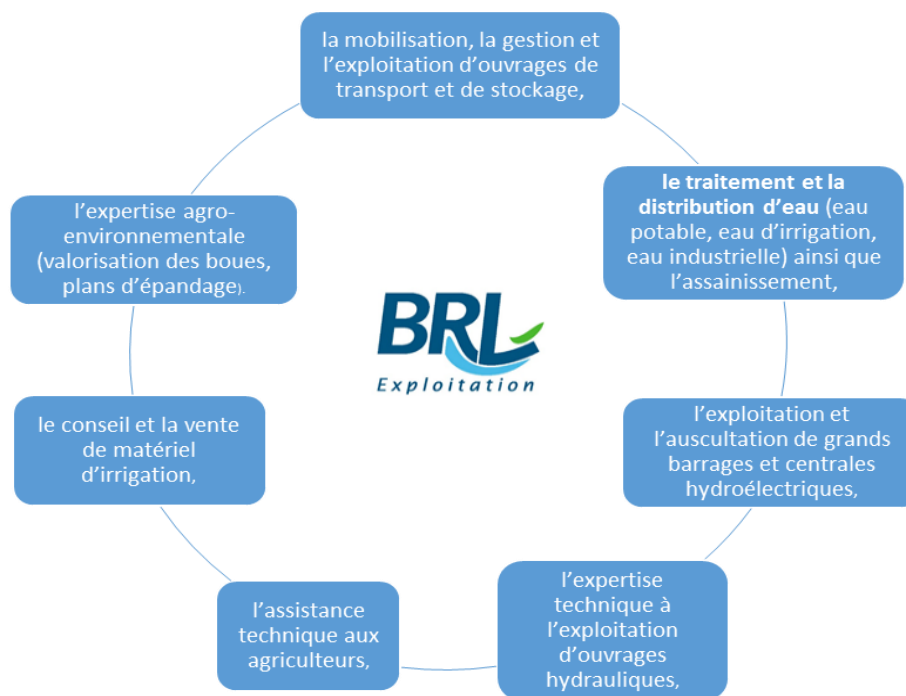 la mobilisation, la gestion et
l’exploitation d’ouvrages de
transport et de stockage,
le traitement et la
distribution d’eau (eau
potable, eau d’irrigation,
eau industrielle) ainsi que
l’assainissement,
l’exploitation et
l’auscultation de grands
barrages et centrales
hydroélectriques,
l’expertise
technique à
l’exploitation
d’ouvrages
hydrauliques,
l’assistance
technique aux
agriculteurs,
le conseil et la vente
de matériel
d’irrigation,
l’expertise agro-
environnementale
(valorisation des boues,
plans d’épandage).
BRL
Exploitation